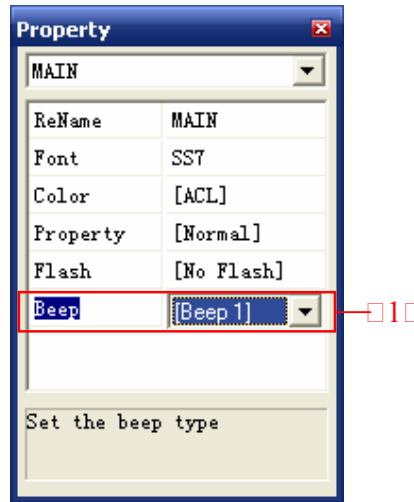 Property
MAIN
ReName MAIN
Font SS7
Color [ACL]
Property [Normal]
Flash [No Flash]
Beep [Beep 1]
□1□
Set the beep type